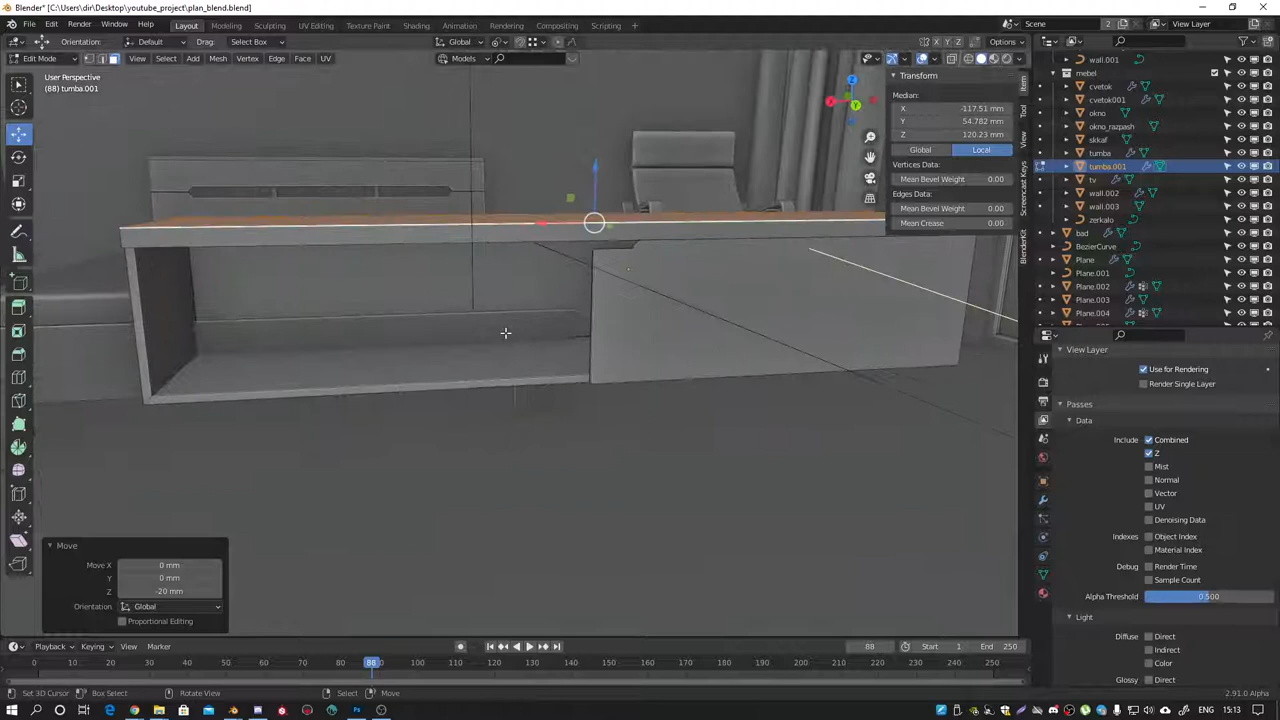 Blender* [C:\Users\dir\Desktop\youtube_project\plan_blend.blend]
File Edit Render Window Help Layout Modeling Sculpting UV Editing Texture Paint Shading Animation Rendering Compositing Scripting Scene 2 View Layer
Orientation: Default Drag: Select Box Global X Y Z Options
Edit Mode View Select Add Mesh Vertex Edge Face UV Models
User Perspective
(88) tumba.001
Transform
Median:
X -117.51 mm
Y 54.782 mm
Z 120.23 mm
Global Local
Vertices Data:
Mean Bevel Weight 0.00
Edges Data:
Mean Bevel Weight 0.00
Mean Crease 0.00
Item
Tool
View
Screencast Keys
BlenderKit
wall.001
mebel
cvetok
cvetok001
okno
okno_razpash
skkaf
tumba
tumba.001
tv
wall.002
wall.003
zerkalo
bad
BezierCurve
Plane
Plane.001
Plane.002
Plane.003
Plane.004
View Layer
Use for Rendering
Render Single Layer
Passes
Data
Include Combined
Z
Mist
Normal
Vector
UV
Denoising Data
Indexes Object Index
Material Index
Debug Render Time
Sample Count
Alpha Threshold 0.500
Light
Diffuse Direct
Indirect
Color
Glossy Direct
Move
Move X 0 mm
Y 0 mm
Z -20 mm
Orientation Global
Proportional Editing
Playback Keying View Marker 88 Start 1 End 250
0 10 20 30 40 50 60 70 80 88 100 110 120 130 140 150 160 170 180 190 200 210 220 230 240 250
Set 3D Cursor Box Select Rotate View Select Move 2.91.0 Alpha
ENG 15:13